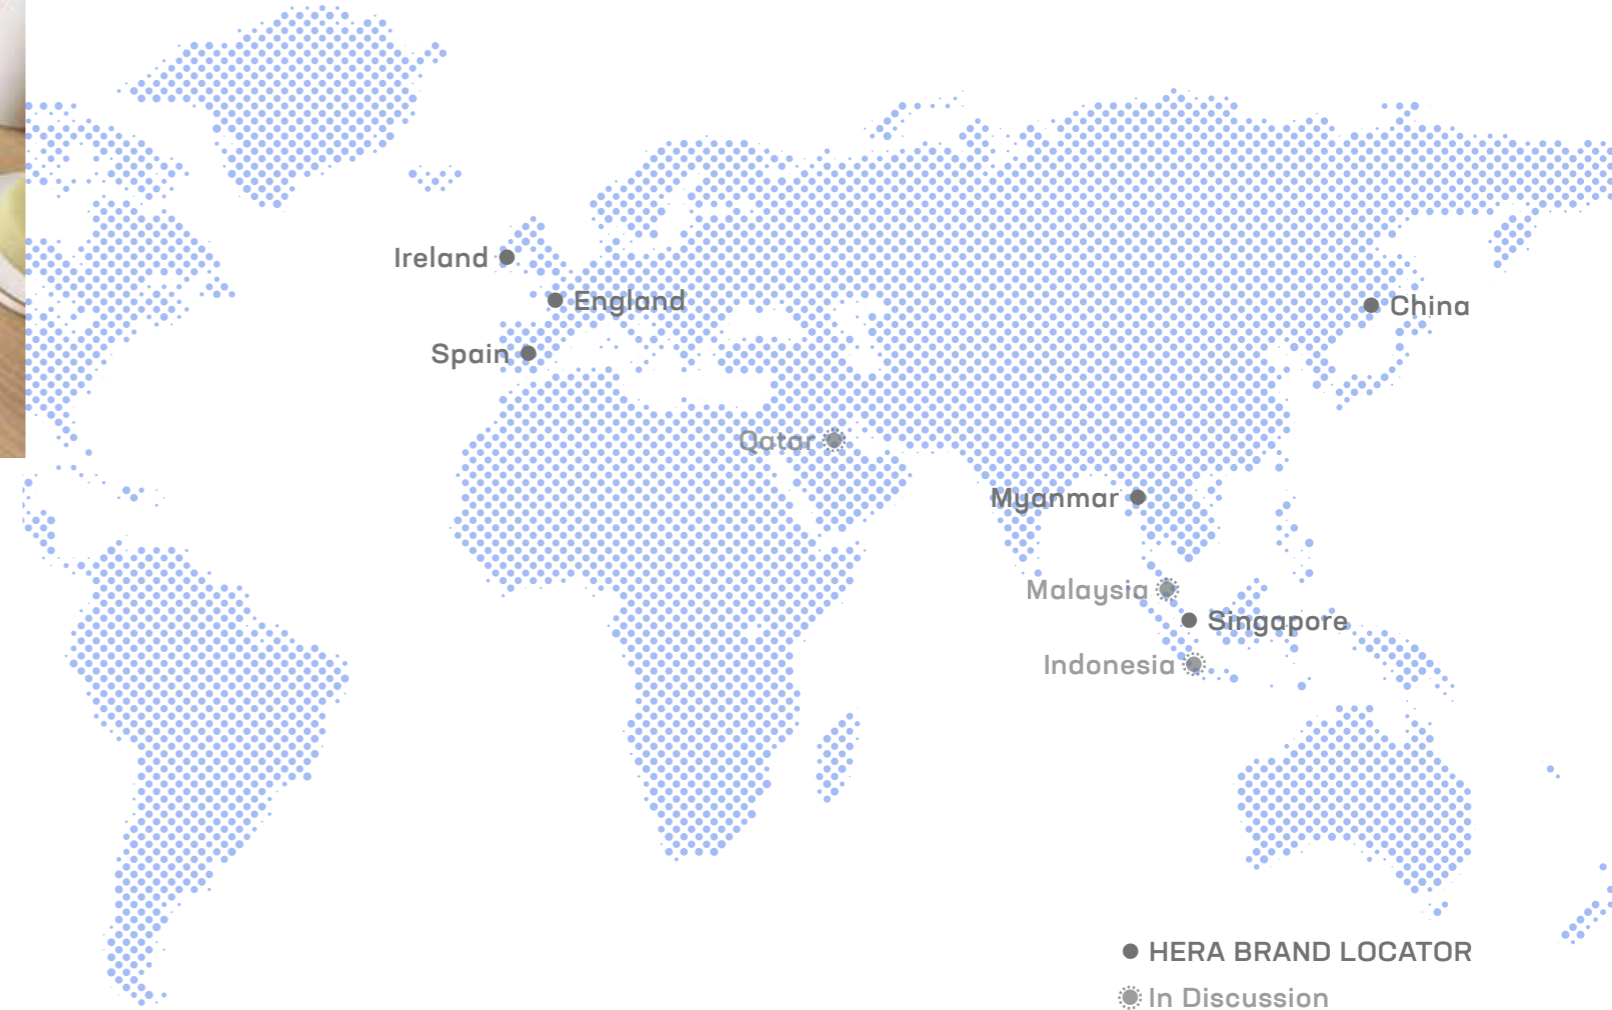 Ireland
England
China
Spain
Qatar
Myanmar
Malaysia
Singapore
Indonesia
HERA BRAND LOCATOR
In Discussion